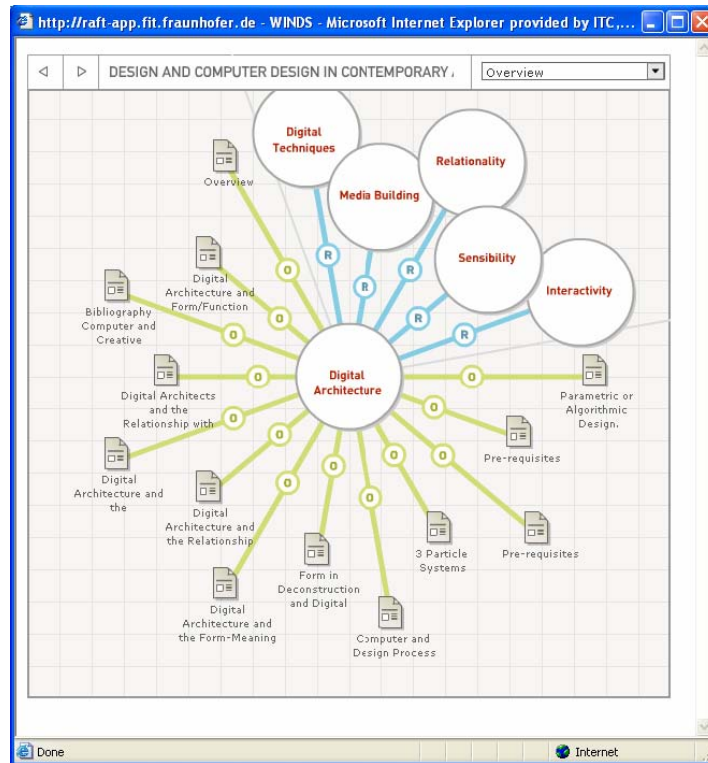 http://raft-app.fit.fraunhofer.de - WINDS - Microsoft Internet Explorer provided by ITC,...
DESIGN AND COMPUTER DESIGN IN CONTEMPORARY
Overview
Digital
Techniques
Media Building
Relationality
Sensibility
Interactivity
R
R
R
R
R
Overview
Digital
Architecture and
Form/Function
Bibliography
Computer and
Creative
Digital Architects
and the
Relationship with
Digital
Architecture and
the
Digital
Architecture and
the Relationship
Digital
Architecture and
the Form-Meaning
Form in
Deconstruction
and Digital
Computer and
Design Process
3 Particle
Systems
Pre-requisites
Pre-requisites
Parametric or
Algorithmic
Design.
Digital
Architecture
O
O
O
O
O
O
O
O
O
O
O
O
O
Done
Internet